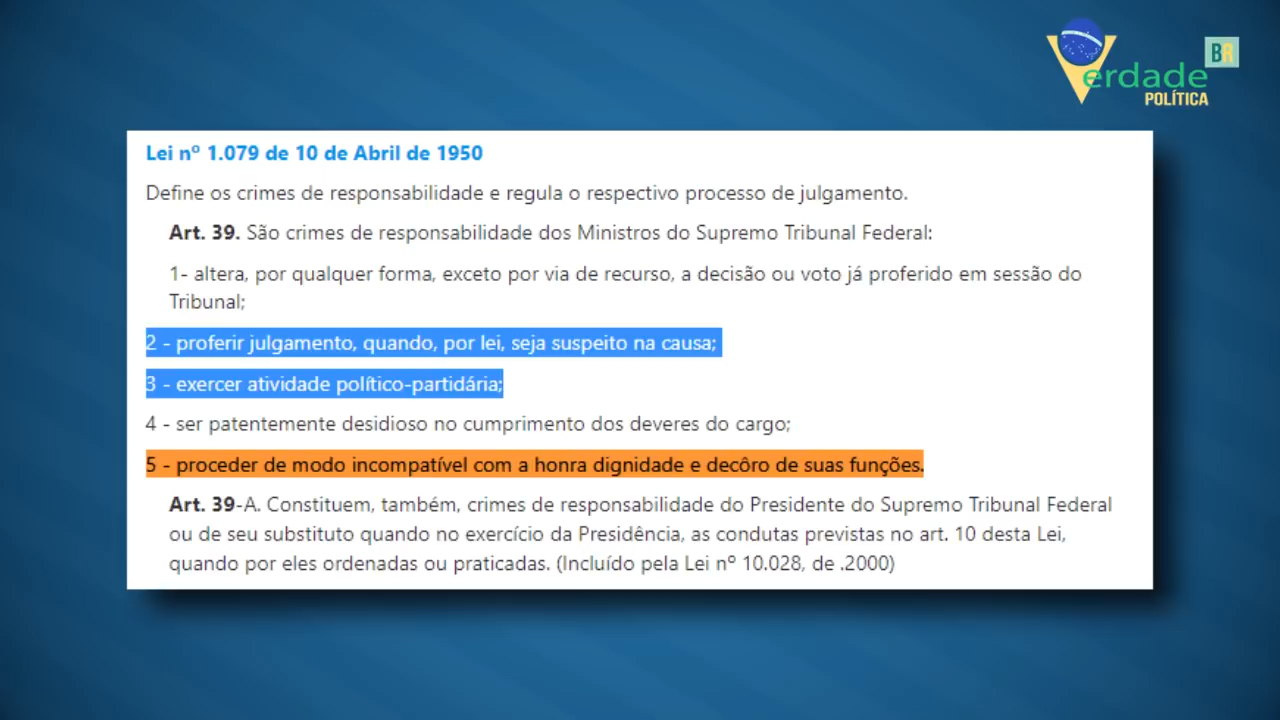 Verdade
BR
POLÍTICA
Lei nº 1.079 de 10 de Abril de 1950
Define os crimes de responsabilidade e regula o respectivo processo de julgamento.
Art. 39. São crimes de responsabilidade dos Ministros do Supremo Tribunal Federal:
1- altera, por qualquer forma, exceto por via de recurso, a decisão ou voto já proferido em sessão do
Tribunal;
2 - proferir julgamento, quando, por lei, seja suspeito na causa;
3 - exercer atividade político-partidária;
4 - ser patentemente desidioso no cumprimento dos deveres do cargo;
5 - proceder de modo incompatível com a honra dignidade e decôro de suas funções.
Art. 39-A. Constituem, também, crimes de responsabilidade do Presidente do Supremo Tribunal Federal
ou de seu substituto quando no exercício da Presidência, as condutas previstas no art. 10 desta Lei,
quando por eles ordenadas ou praticadas. (Incluído pela Lei nº 10.028, de .2000)